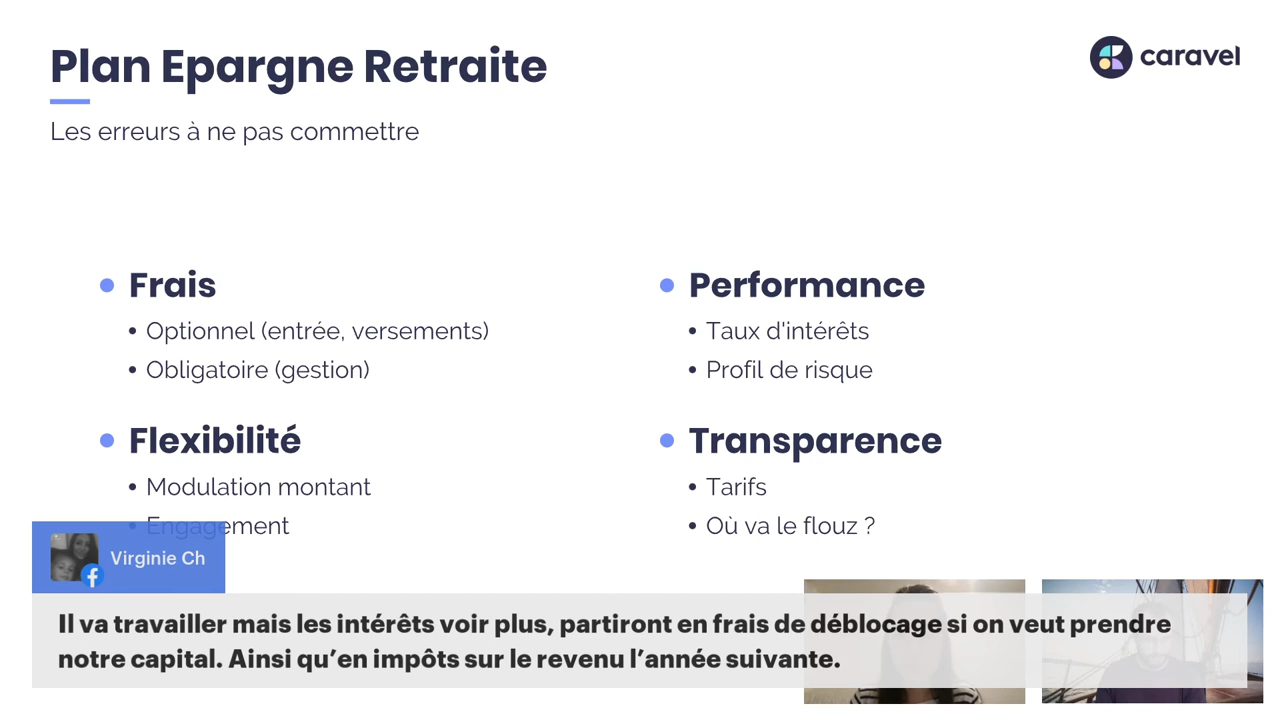 Plan Epargne Retraite
caravel
Les erreurs à ne pas commettre
Frais
Optionnel (entrée, versements)
Obligatoire (gestion)
Performance
Taux d'intérêts
Profil de risque
Flexibilité
Modulation montant
Engagement
Transparence
Tarifs
Où va le flouz ?
Virginie Ch
Il va travailler mais les intérêts voir plus, partiront en frais de déblocage si on veut prendre
notre capital. Ainsi qu’en impôts sur le revenu l’année suivante.